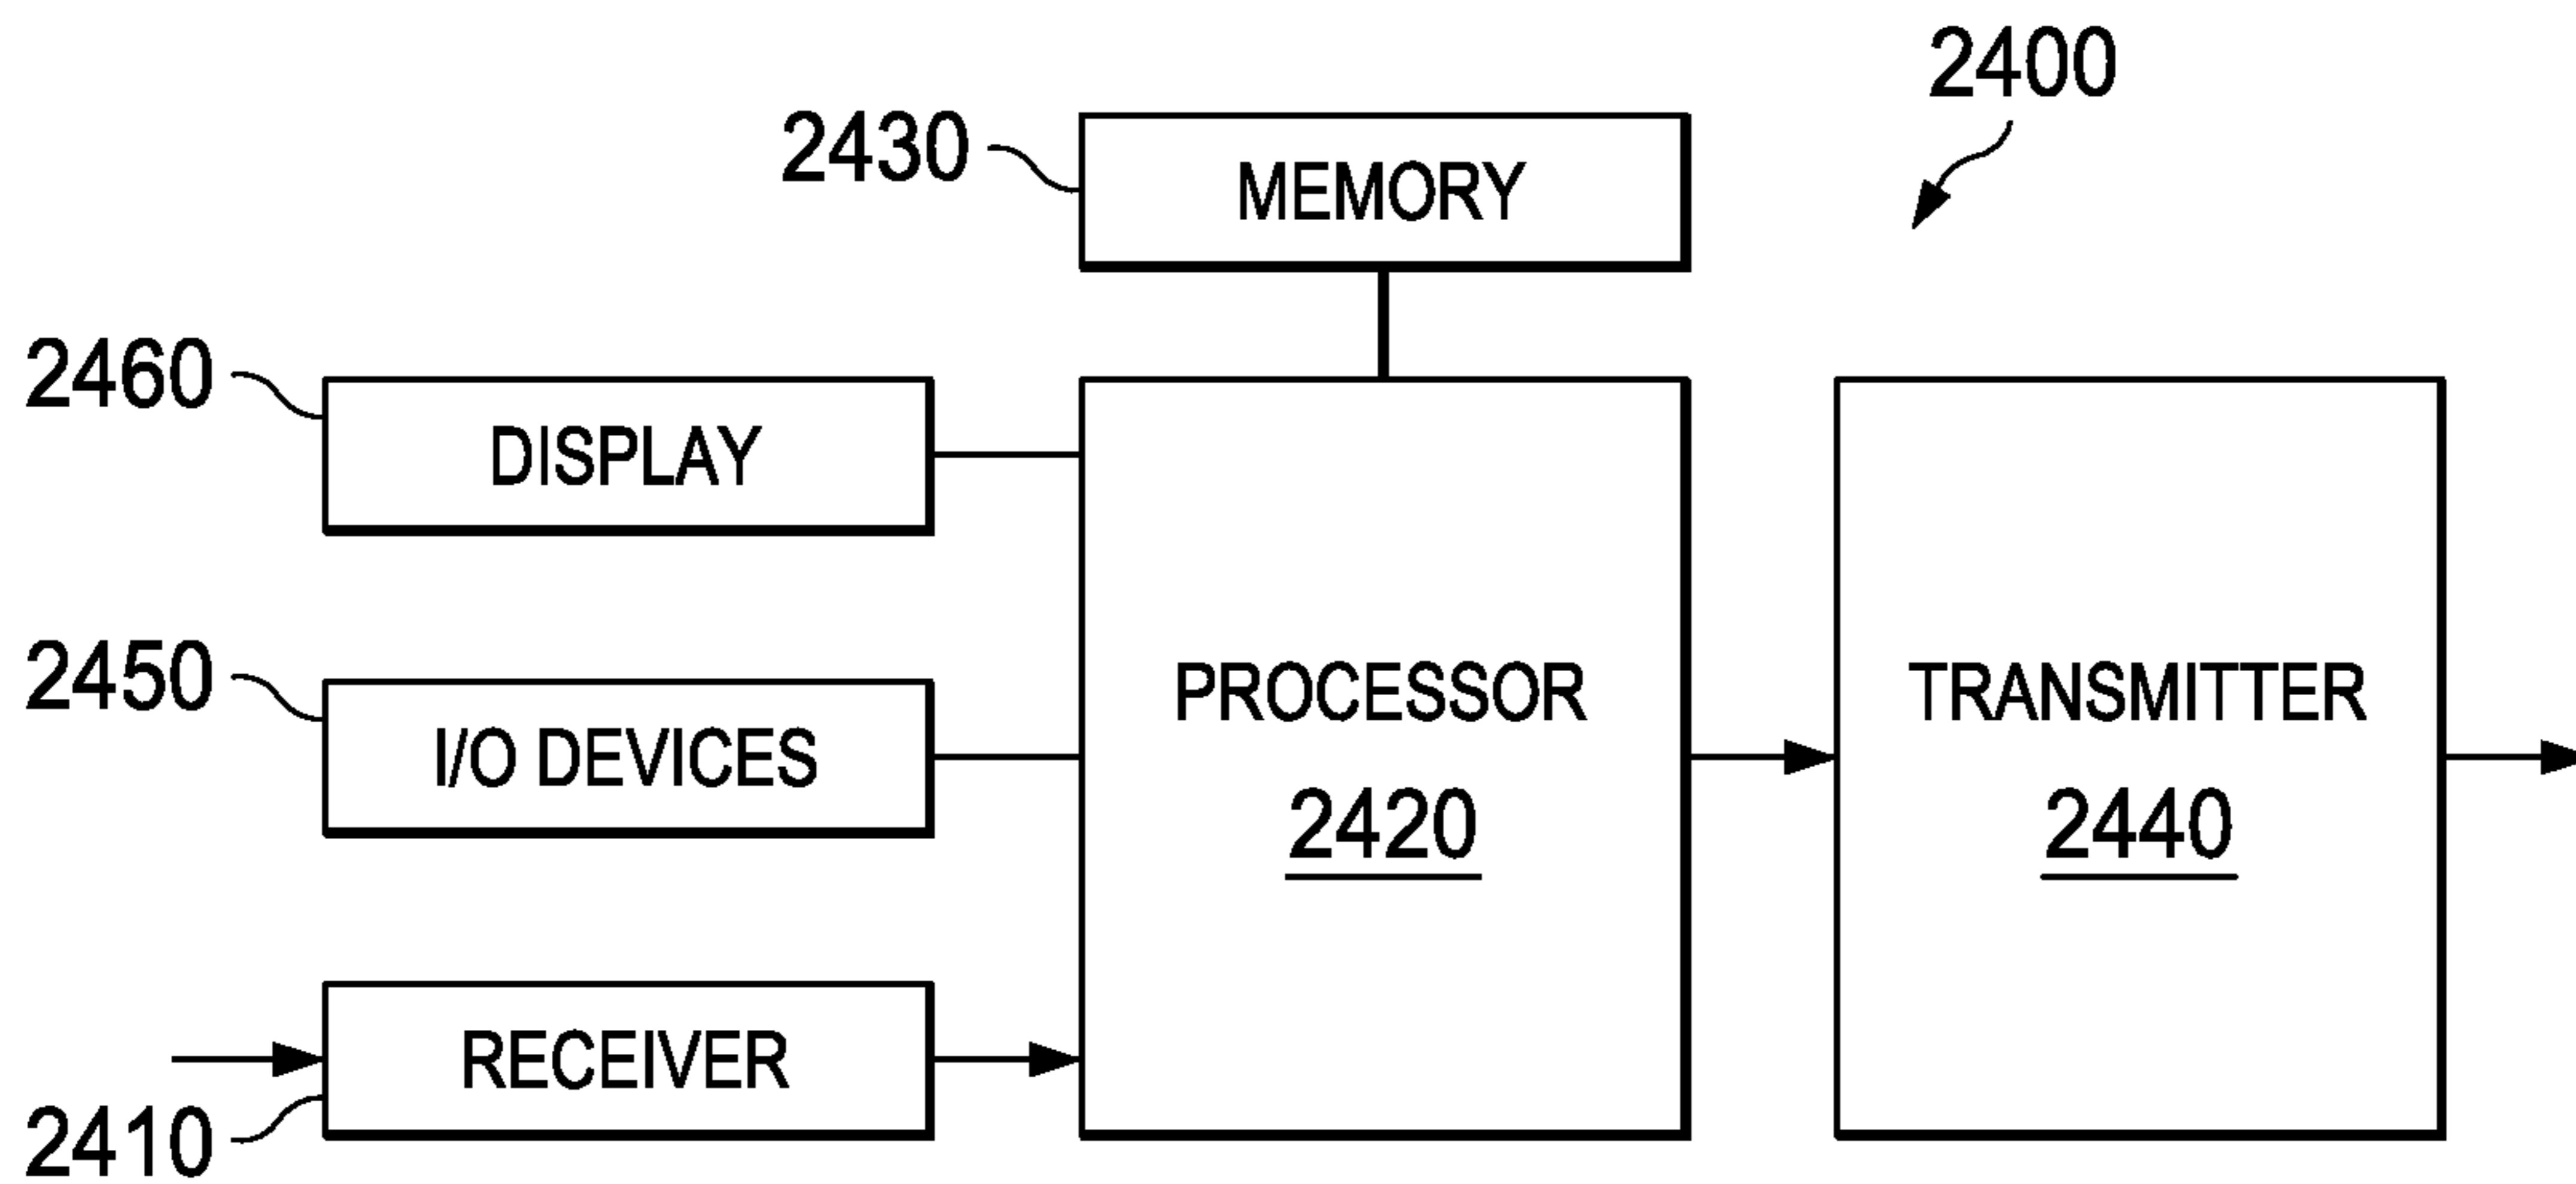 2400
2430
MEMORY
2460
DISPLAY
2450
I/O DEVICES
PROCESSOR
2420
TRANSMITTER
2440
RECEIVER
2410